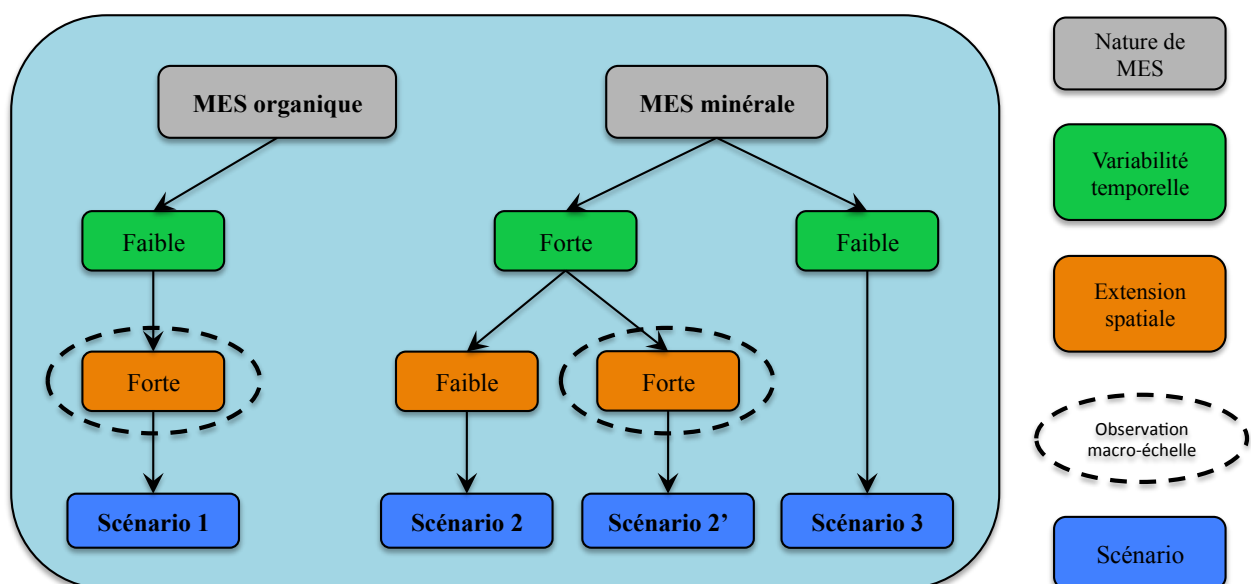 MES organique
MES minérale
Faible
Forte
Faible
Forte
Faible
Forte
Scénario 1
Scénario 2
Scénario 2’
Scénario 3
Nature de
MES
Variabilité
temporelle
Extension
spatiale
Observation
macro-échelle
Scénario